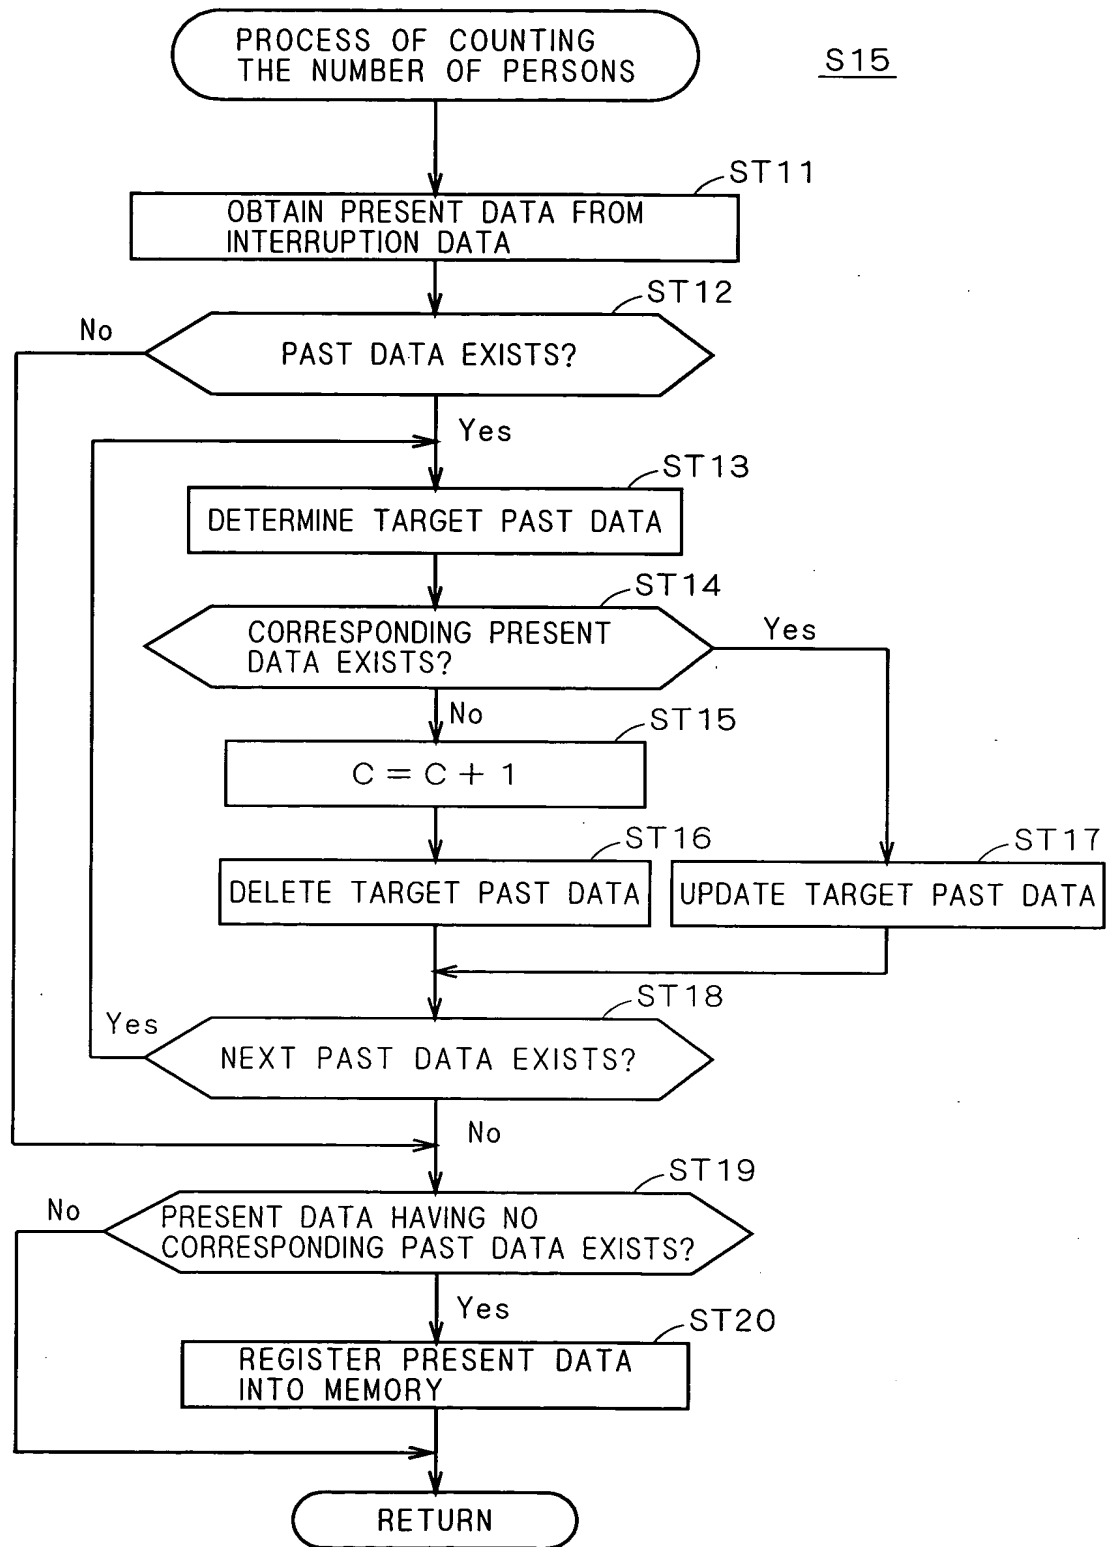 PROCESS OF COUNTING
THE NUMBER OF PERSONS
S15
ST11
OBTAIN PRESENT DATA FROM
INTERRUPTION DATA
ST12
No
PAST DATA EXISTS?
Yes
ST13
DETERMINE TARGET PAST DATA
ST14
CORRESPONDING PRESENT
DATA EXISTS?
Yes
No
ST15
C = C + 1
ST16
DELETE TARGET PAST DATA
ST17
UPDATE TARGET PAST DATA
ST18
Yes
NEXT PAST DATA EXISTS?
No
ST19
No
PRESENT DATA HAVING NO
CORRESPONDING PAST DATA EXISTS?
Yes
ST20
REGISTER PRESENT DATA
INTO MEMORY
RETURN